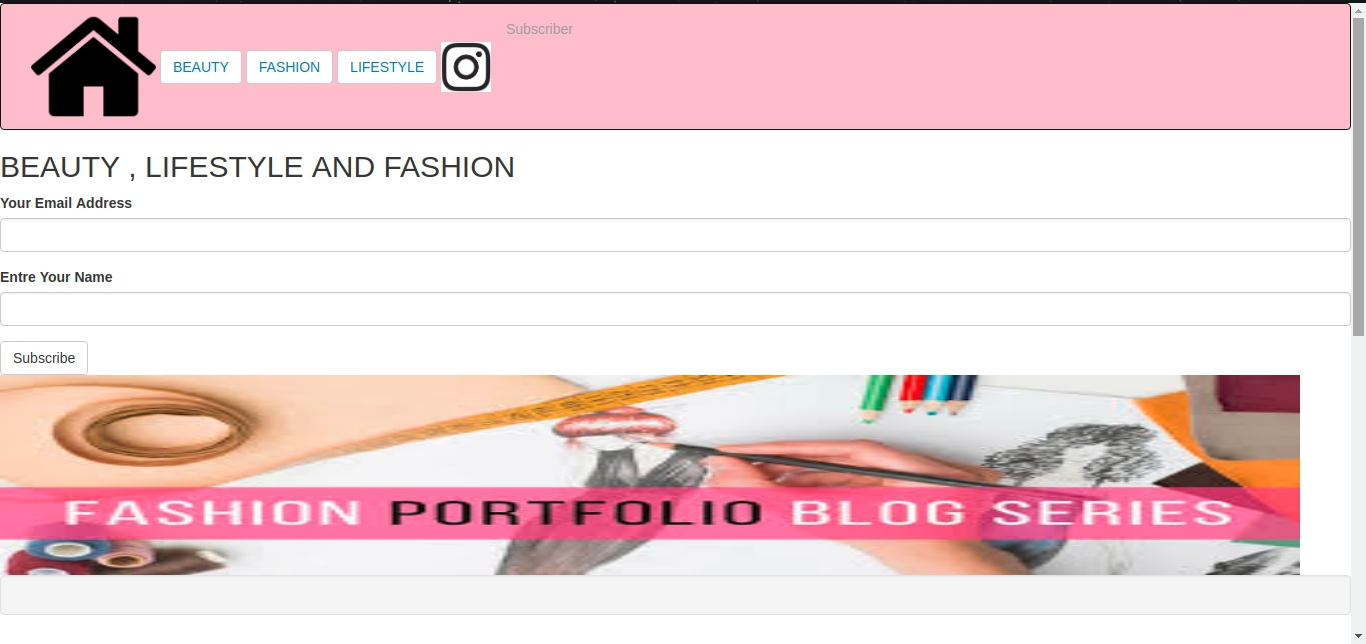 Subscriber
BEAUTY FASHION LIFESTYLE
BEAUTY , LIFESTYLE AND FASHION
Your Email Address
Entre Your Name
Subscribe
FASHION PORTFOLIO BLOG SERIES